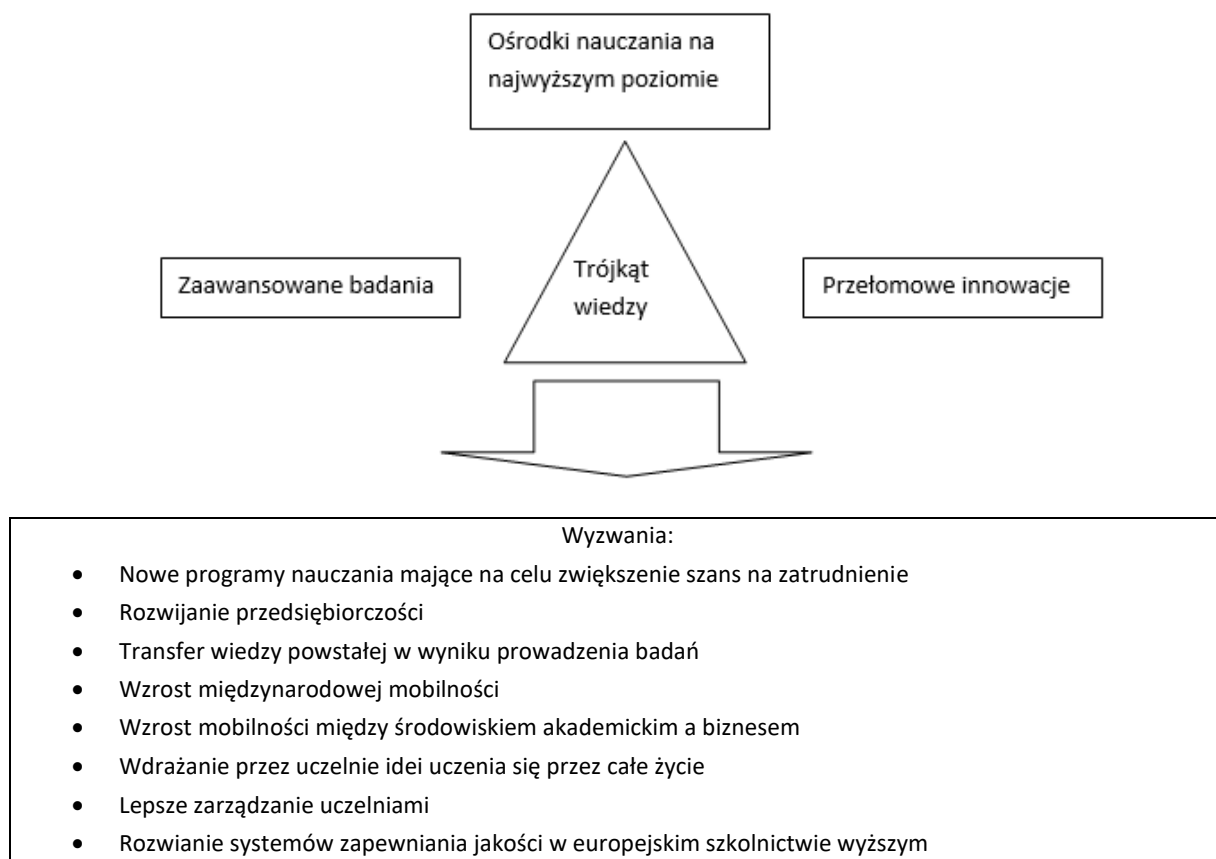 Ośrodki nauczania na
najwyższym poziomie
Zaawansowane badania
Trójkąt
wiedzy
Przełomowe innowacje
Wyzwania:
• Nowe programy nauczania mające na celu zwiększenie szans na zatrudnienie
• Rozwijanie przedsiębiorczości
• Transfer wiedzy powstałej w wyniku prowadzenia badań
• Wzrost międzynarodowej mobilności
• Wzrost mobilności między środowiskiem akademickim a biznesem
• Wdrażanie przez uczelnie idei uczenia się przez całe życie
• Lepsze zarządzanie uczelniami
• Rozwianie systemów zapewniania jakości w europejskim szkolnictwie wyższym